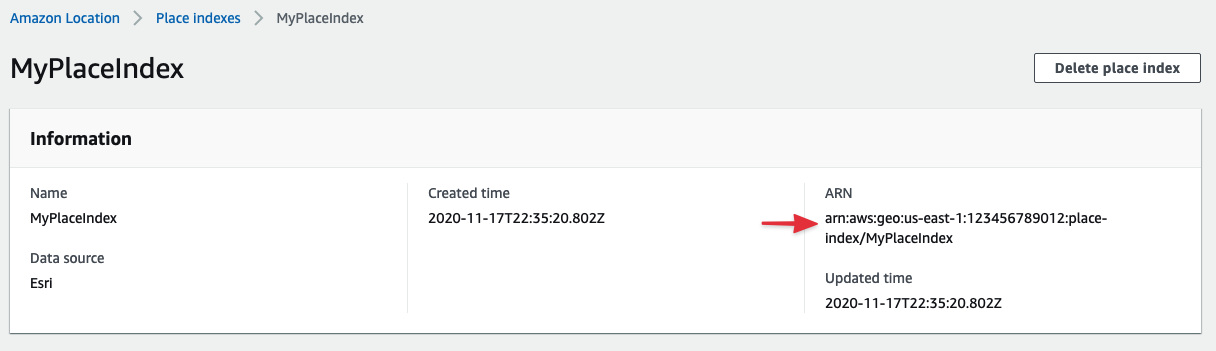 Amazon Location > Place indexes > MyPlaceIndex
MyPlaceIndex
Delete place index
Information
Name
MyPlaceIndex
Data source
Esri
Created time
2020-11-17T22:35:20.802Z
ARN
arn:aws:geo:us-east-1:123456789012:place-
index/MyPlaceIndex
Updated time
2020-11-17T22:35:20.802Z